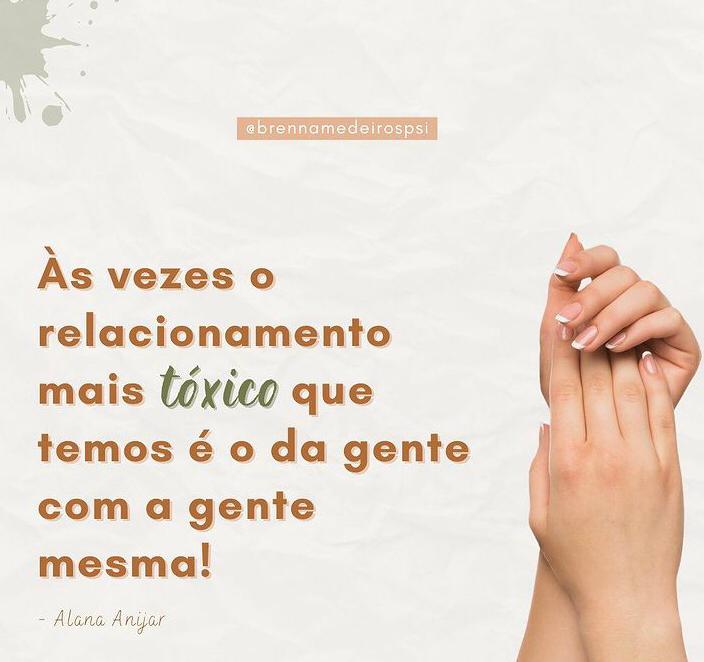 @brennamedeirospsi
Às vezes o
relacionamento
mais tóxico que
temos é o da gente
com a gente
mesma!
- Alana Anijar